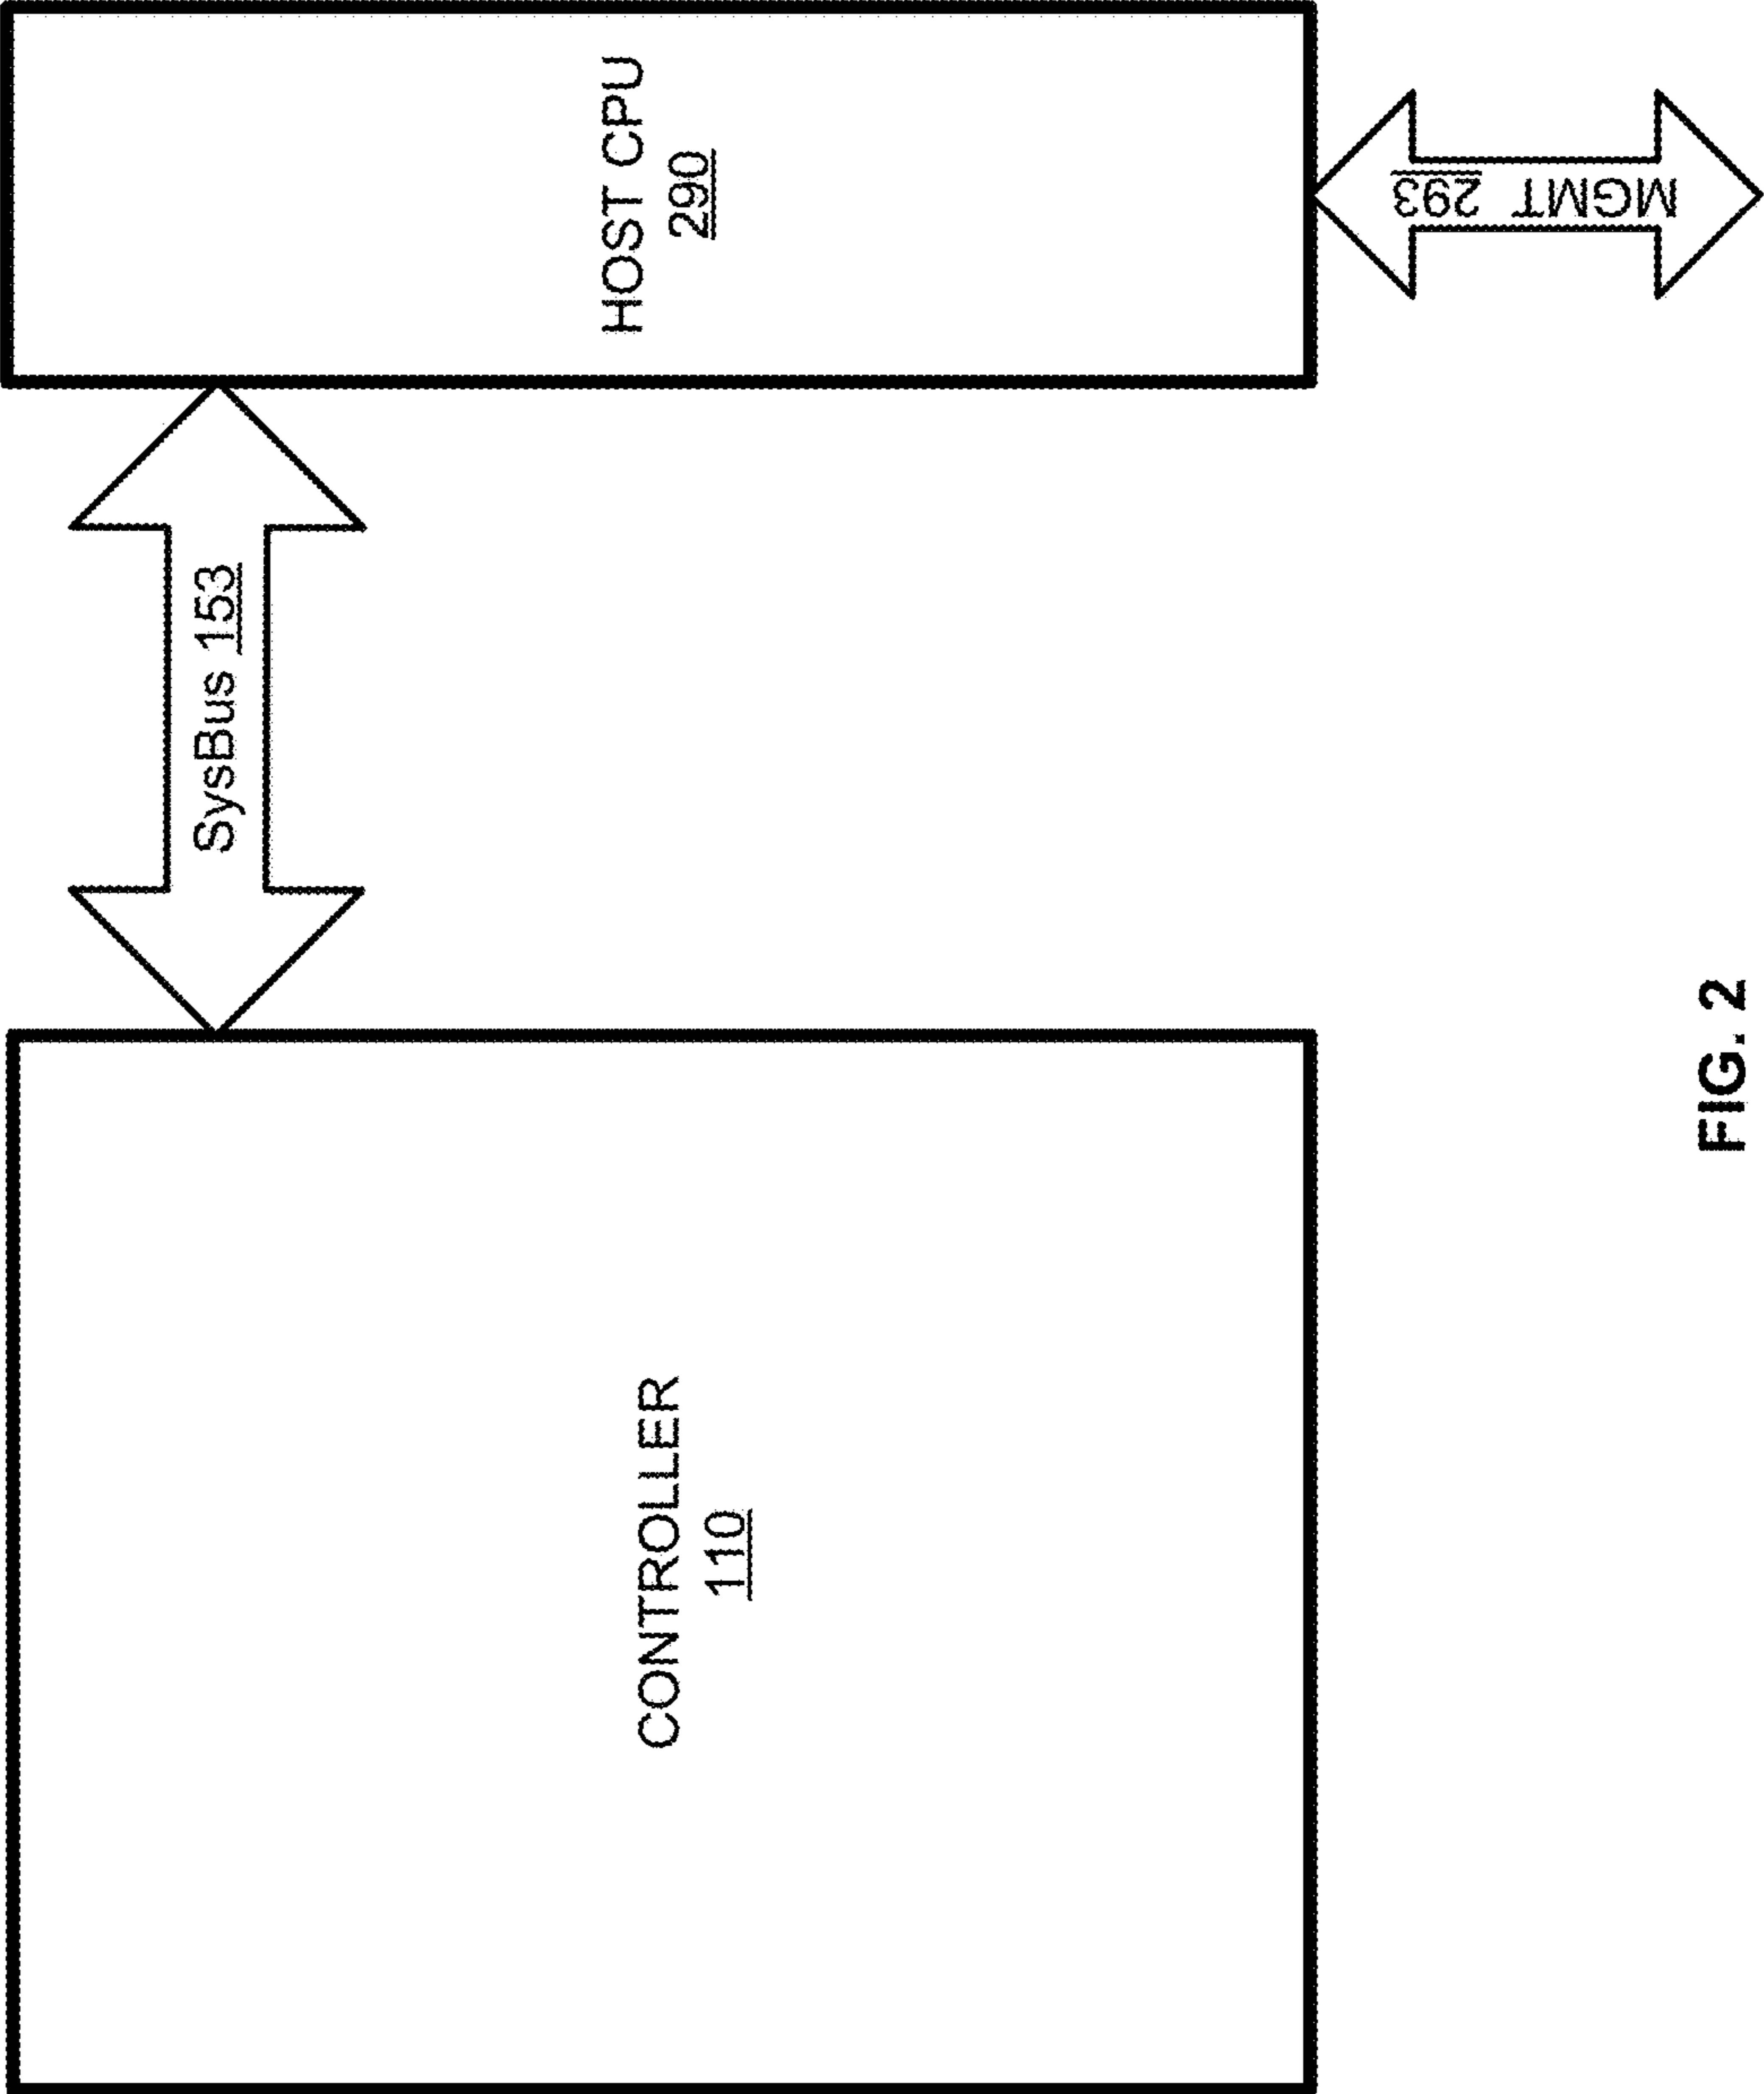 CONTROLLER
110
SysBus 153
HOST CPU
290
MGMT 293
FIG. 2